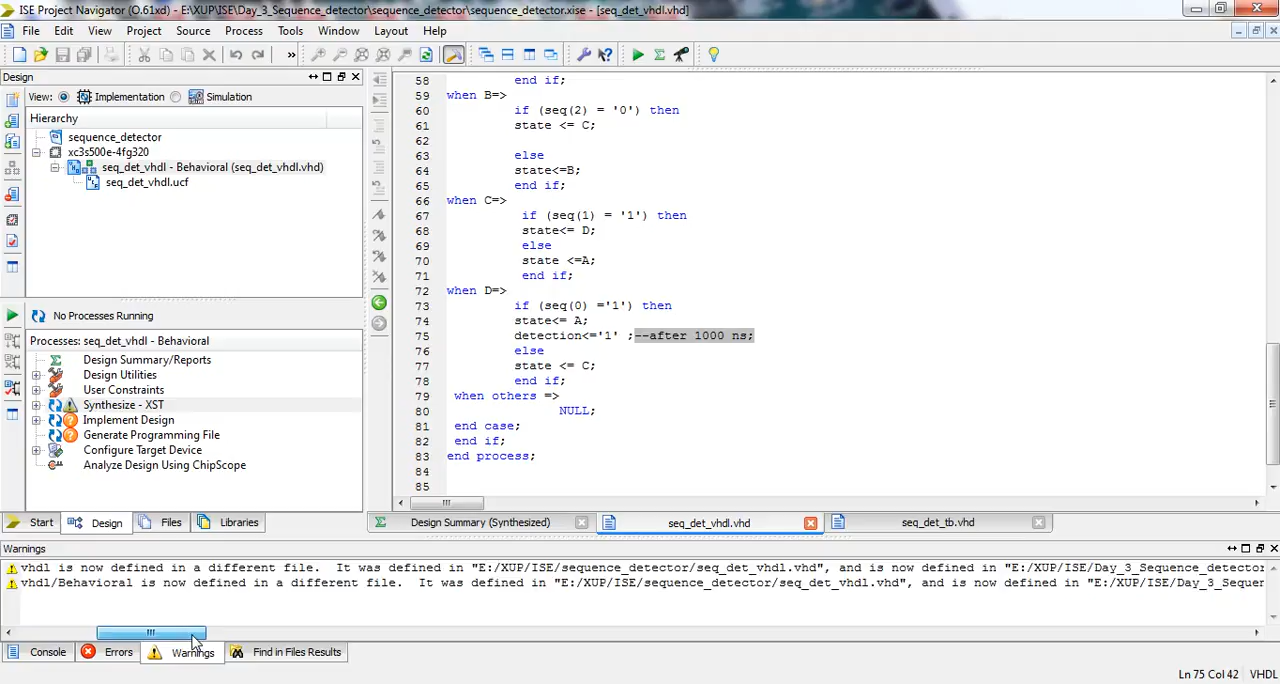 ISE Project Navigator (O.61xd) - E:\XUP\ISE\Day_3_Sequence_detector\sequence_detector\sequence_detector.xise - [seq_det_vhdl.vhd]
File Edit View Project Source Process Tools Window Layout Help
Design
View: Implementation Simulation
Hierarchy
sequence_detector
xc3s500e-4fg320
seq_det_vhdl - Behavioral (seq_det_vhdl.vhd)
seq_det_vhdl.ucf
No Processes Running
Processes: seq_det_vhdl - Behavioral
Design Summary/Reports
Design Utilities
User Constraints
Synthesize - XST
Implement Design
Generate Programming File
Configure Target Device
Analyze Design Using ChipScope
Start Design Files Libraries
58 end if;
59 when B=>
60 if (seq(2) = '0') then
61 state <= C;
62
63 else
64 state<=B;
65 end if;
66 when C=>
67 if (seq(1) = '1') then
68 state<= D;
69 else
70 state <=A;
71 end if;
72 when D=>
73 if (seq(0) ='1') then
74 state<= A;
75 detection<='1' ;--after 1000 ns;
76 else
77 state <= C;
78 end if;
79 when others =>
80 NULL;
81 end case;
82 end if;
83 end process;
84
85
Design Summary (Synthesized) seq_det_vhdl.vhd seq_det_tb.vhd
Warnings
vhdl is now defined in a different file. It was defined in "E:/XUP/ISE/sequence_detector/seq_det_vhdl.vhd", and is now defined in "E:/XUP/ISE/Day_3_Sequence_detector
vhdl/Behavioral is now defined in a different file. It was defined in "E:/XUP/ISE/sequence_detector/seq_det_vhdl.vhd", and is now defined in "E:/XUP/ISE/Day_3_Sequen
Console Errors Warnings Find in Files Results
Ln 75 Col 42 VHDL